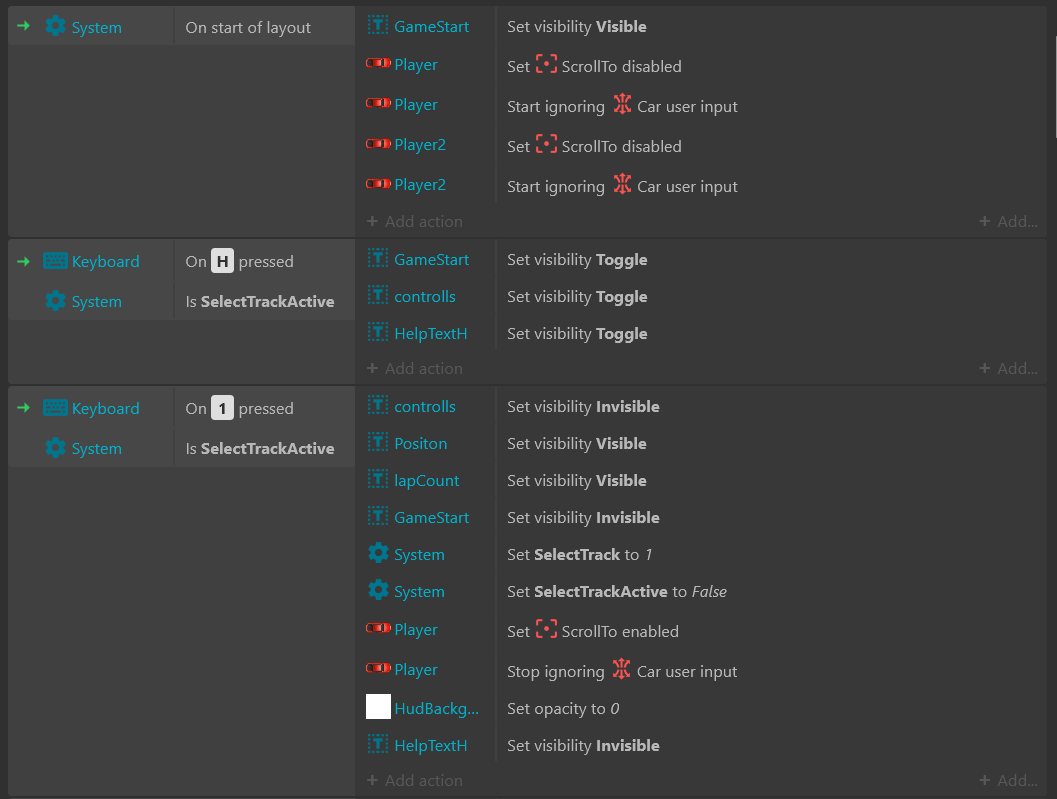 System On start of layout GameStart Set visibility Visible
Player Set ScrollTo disabled
Player Start ignoring Car user input
Player2 Set ScrollTo disabled
Player2 Start ignoring Car user input
+ Add action + Add...
Keyboard On H pressed GameStart Set visibility Toggle
System Is SelectTrackActive controlls Set visibility Toggle
HelpTextH Set visibility Toggle
+ Add action + Add...
Keyboard On 1 pressed controlls Set visibility Invisible
System Is SelectTrackActive Positon Set visibility Visible
lapCount Set visibility Visible
GameStart Set visibility Invisible
System Set SelectTrack to 1
System Set SelectTrackActive to False
Player Set ScrollTo enabled
Player Stop ignoring Car user input
HudBackg... Set opacity to 0
HelpTextH Set visibility Invisible
+ Add action + Add...